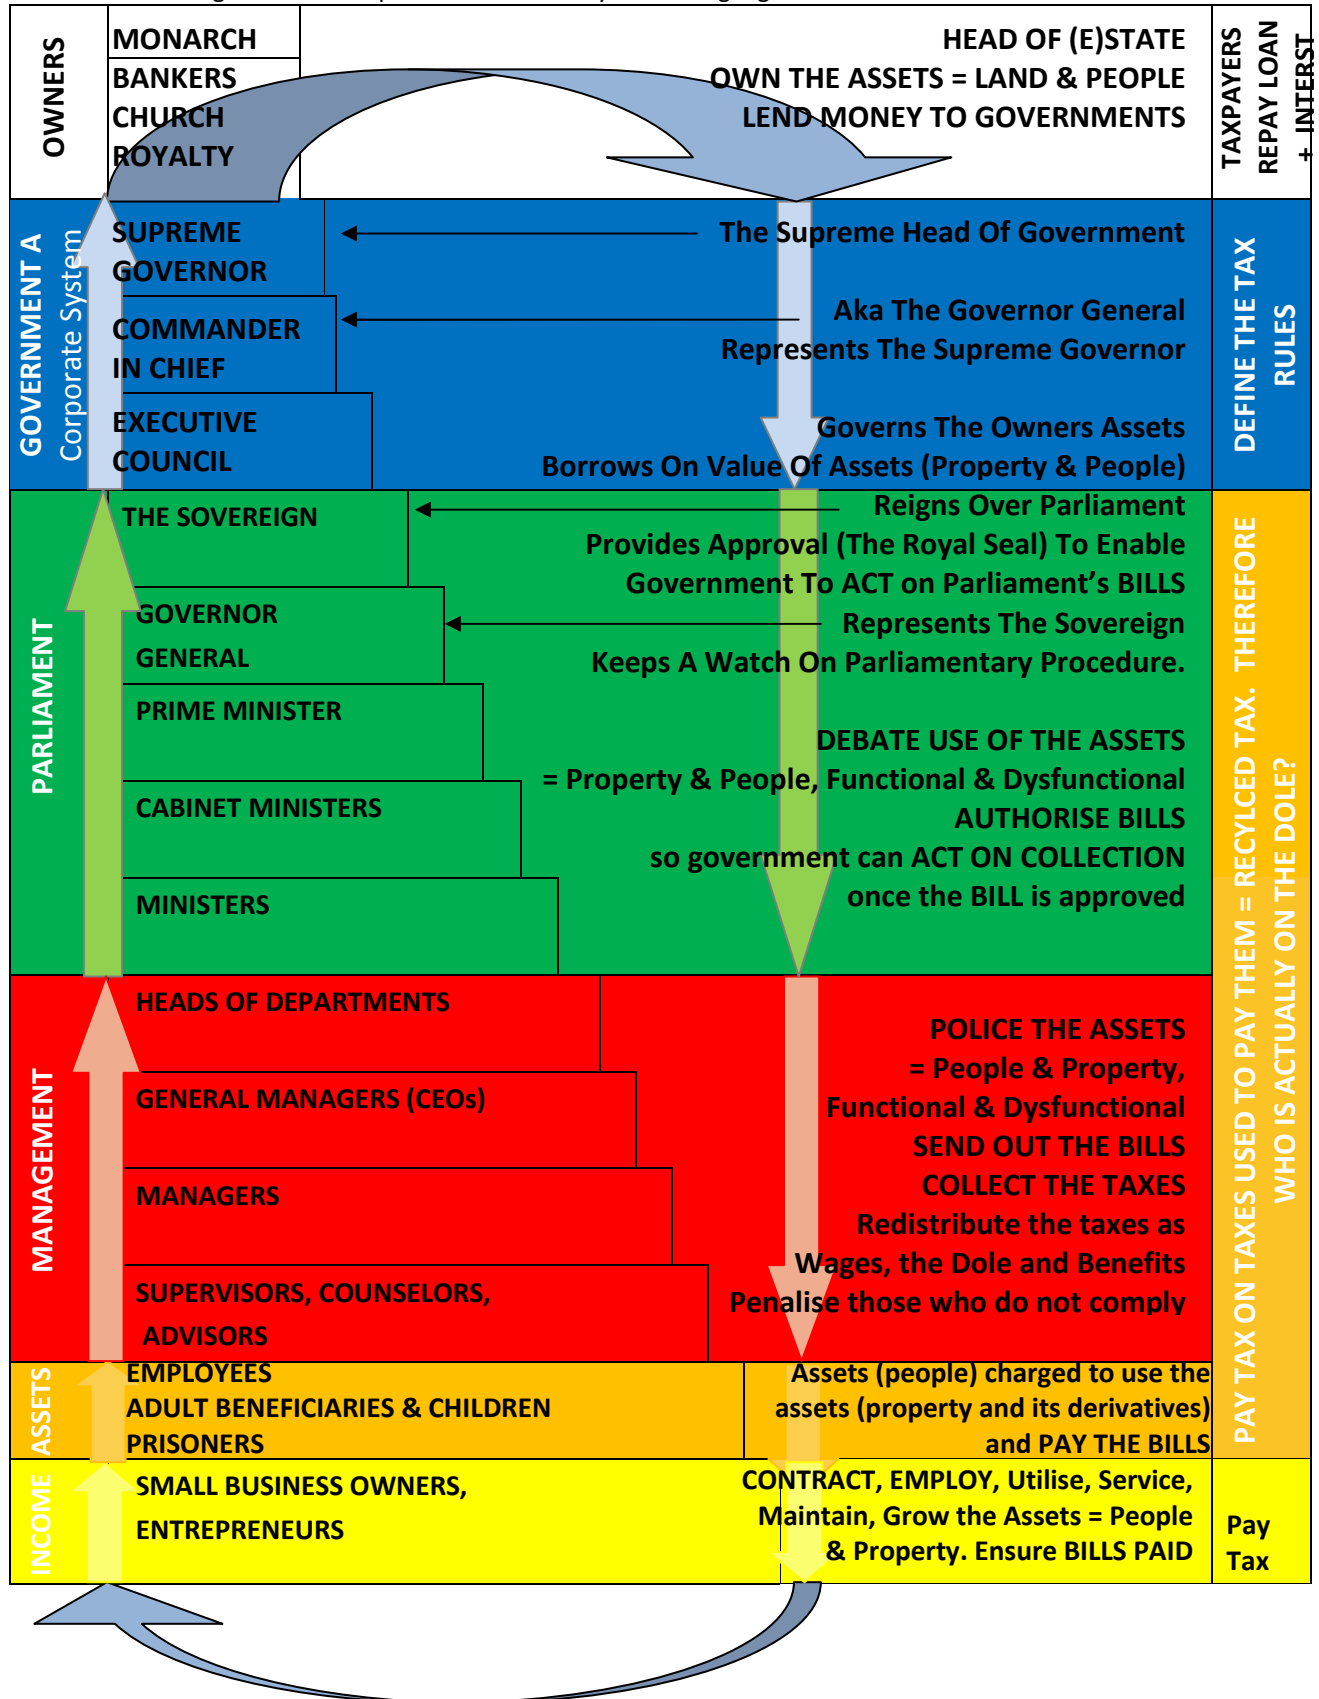 OWNERS
MONARCH
BANKERS
CHURCH
ROYALTY
HEAD OF (E)STATE
OWN THE ASSETS = LAND & PEOPLE
LEND MONEY TO GOVERNMENTS
TAXPAYERS
REPAY LOAN
+ INTERST
GOVERNMENT A
Corporate System
SUPREME
GOVERNOR
The Supreme Head Of Government
COMMANDER
IN CHIEF
Aka The Governor General
Represents The Supreme Governor
EXECUTIVE
COUNCIL
Governs The Owners Assets
Borrows On Value Of Assets (Property & People)
DEFINE THE TAX
RULES
PARLIAMENT
THE SOVEREIGN
Reigns Over Parliament
Provides Approval (The Royal Seal) To Enable
Government To ACT on Parliament’s BILLS
GOVERNOR
GENERAL
Represents The Sovereign
Keeps A Watch On Parliamentary Procedure.
PRIME MINISTER
CABINET MINISTERS
MINISTERS
DEBATE USE OF THE ASSETS
= Property & People, Functional & Dysfunctional
AUTHORISE BILLS
so government can ACT ON COLLECTION
once the BILL is approved
MANAGEMENT
HEADS OF DEPARTMENTS
GENERAL MANAGERS (CEOs)
MANAGERS
SUPERVISORS, COUNSELORS,
ADVISORS
POLICE THE ASSETS
= People & Property,
Functional & Dysfunctional
SEND OUT THE BILLS
COLLECT THE TAXES
Redistribute the taxes as
Wages, the Dole and Benefits
Penalise those who do not comply
PAY TAX ON TAXES USED TO PAY THEM = RECYLCED TAX. THEREFORE
WHO IS ACTUALLY ON THE DOLE?
ASSETS
EMPLOYEES
ADULT BENEFICIARIES & CHILDREN
PRISONERS
Assets (people) charged to use the
assets (property and its derivatives)
and PAY THE BILLS
INCOME
SMALL BUSINESS OWNERS,
ENTREPRENEURS
CONTRACT, EMPLOY, Utilise, Service,
Maintain, Grow the Assets = People
& Property. Ensure BILLS PAID
Pay
Tax